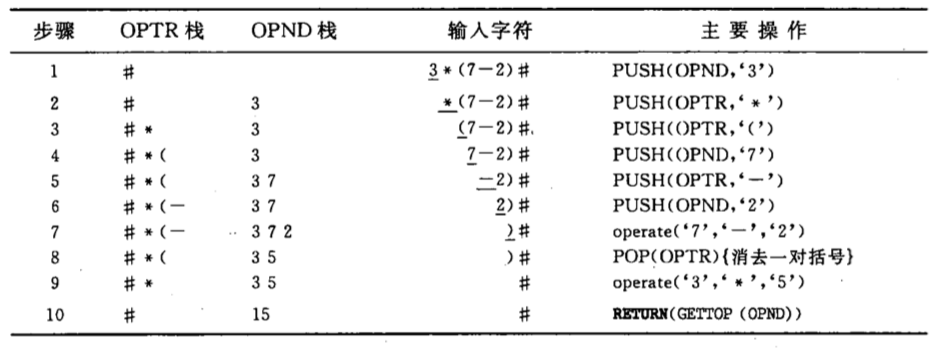 步骤 OPTR 栈 OPND 栈 输入字符 主要操作
1 # 3*(7-2)# PUSH(OPND,‘3’)
2 # 3 *(7-2)# PUSH(OPTR,‘*’)
3 #* 3 (7-2)# PUSH(OPTR,‘(’)
4 #*( 3 7-2)# PUSH(OPND,‘7’)
5 #*( 3 7 -2)# PUSH(OPTR,‘-’)
6 #*(- 3 7 2)# PUSH(OPND,‘2’)
7 #*(- 3 7 2 )# operate(‘7’,‘-’,‘2’)
8 #*( 3 5 )# POP(OPTR){消去一对括号}
9 #* 3 5 # operate(‘3’,‘*’,‘5’)
10 # 15 # RETURN(GETTOP (OPND))